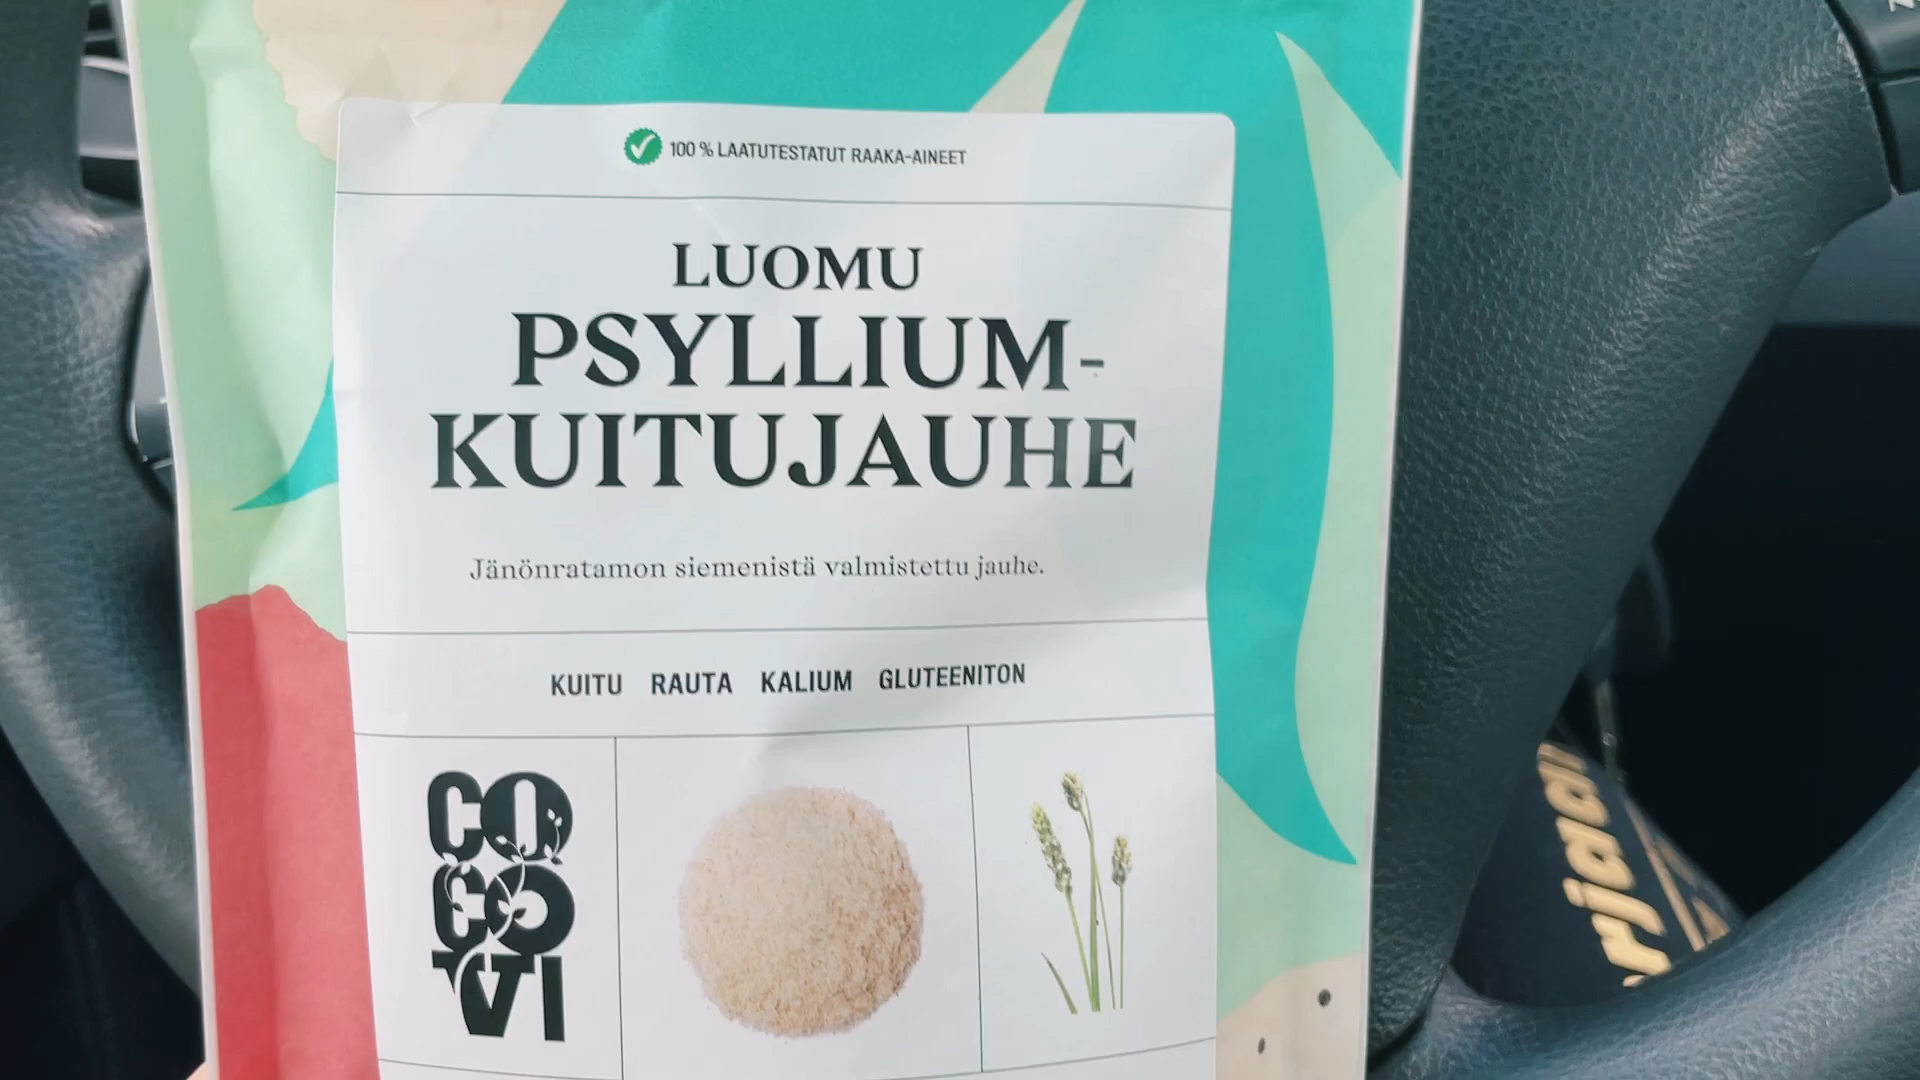 100 % LAATUTESTATUT RAAKA-AINEET
LUOMU
PSYLLIUM-
KUITUJAUHE
Jänönratamon siemenistä valmistettu jauhe.
KUITU RAUTA KALIUM GLUTEENITON
CO
CO
VI